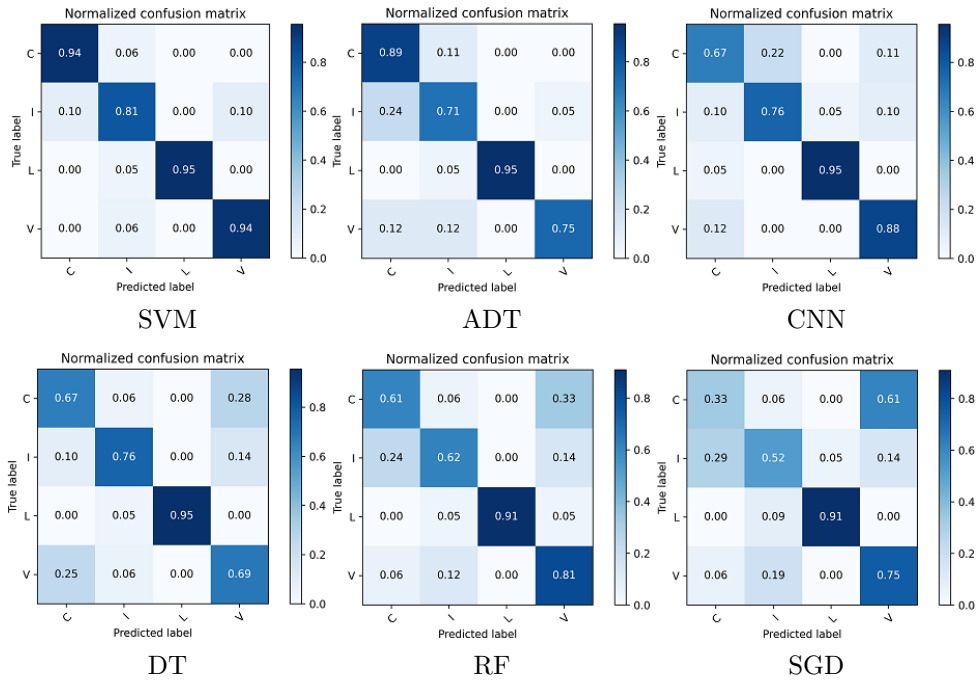 Normalized confusion matrix
C 0.94 0.06 0.00 0.00
I 0.10 0.81 0.00 0.10
L 0.00 0.05 0.95 0.00
V 0.00 0.06 0.00 0.94
C I L V
True label
Predicted label
0.8
0.6
0.4
0.2
0.0
SVM
Normalized confusion matrix
C 0.89 0.11 0.00 0.00
I 0.24 0.71 0.00 0.05
L 0.00 0.05 0.95 0.00
V 0.12 0.12 0.00 0.75
C I L V
True label
Predicted label
0.8
0.6
0.4
0.2
0.0
ADT
Normalized confusion matrix
C 0.67 0.22 0.00 0.11
I 0.10 0.76 0.05 0.10
L 0.05 0.00 0.95 0.00
V 0.12 0.00 0.00 0.88
C I L V
True label
Predicted label
0.8
0.6
0.4
0.2
0.0
CNN
Normalized confusion matrix
C 0.67 0.06 0.00 0.28
I 0.10 0.76 0.00 0.14
L 0.00 0.05 0.95 0.00
V 0.25 0.06 0.00 0.69
C I L V
True label
Predicted label
0.8
0.6
0.4
0.2
0.0
DT
Normalized confusion matrix
C 0.61 0.06 0.00 0.33
I 0.24 0.62 0.00 0.14
L 0.00 0.05 0.91 0.05
V 0.06 0.12 0.00 0.81
C I L V
True label
Predicted label
0.8
0.6
0.4
0.2
0.0
RF
Normalized confusion matrix
C 0.33 0.06 0.00 0.61
I 0.29 0.52 0.05 0.14
L 0.00 0.09 0.91 0.00
V 0.06 0.19 0.00 0.75
C I L V
True label
Predicted label
0.8
0.6
0.4
0.2
0.0
SGD